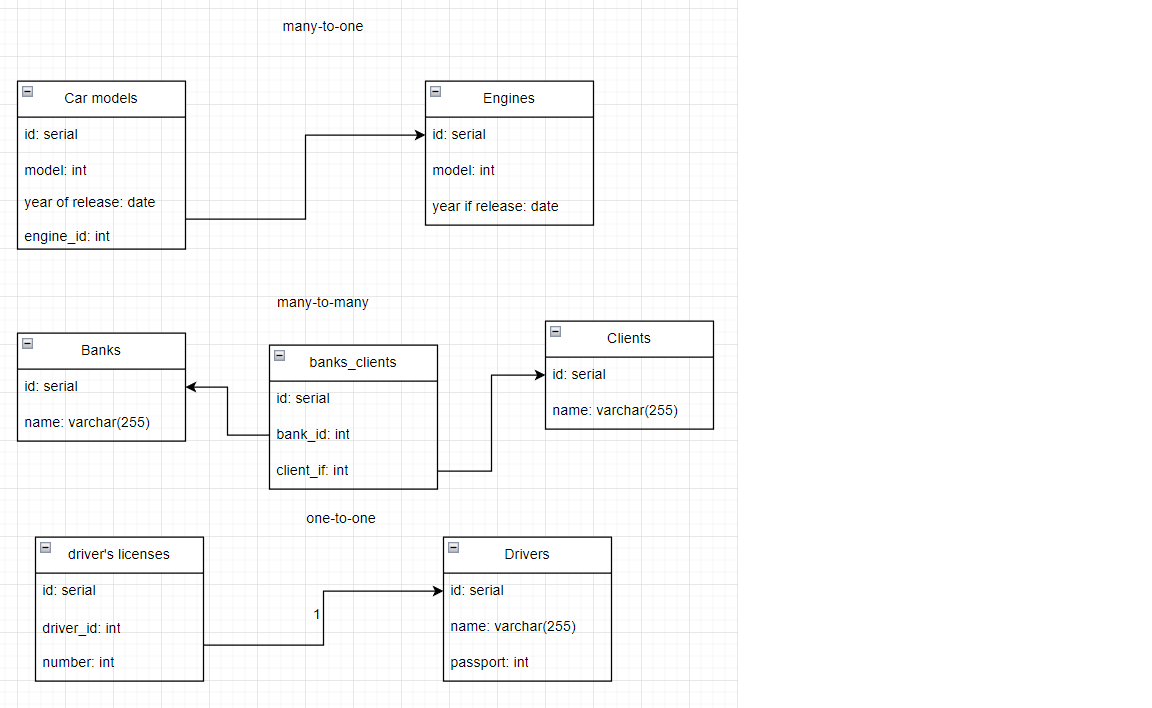 many-to-one
Car models
id: serial
model: int
year of release: date
engine_id: int
Engines
id: serial
model: int
year if release: date
many-to-many
Banks
id: serial
name: varchar(255)
banks_clients
id: serial
bank_id: int
client_if: int
Clients
id: serial
name: varchar(255)
one-to-one
driver's licenses
id: serial
driver_id: int
number: int
1
Drivers
id: serial
name: varchar(255)
passport: int